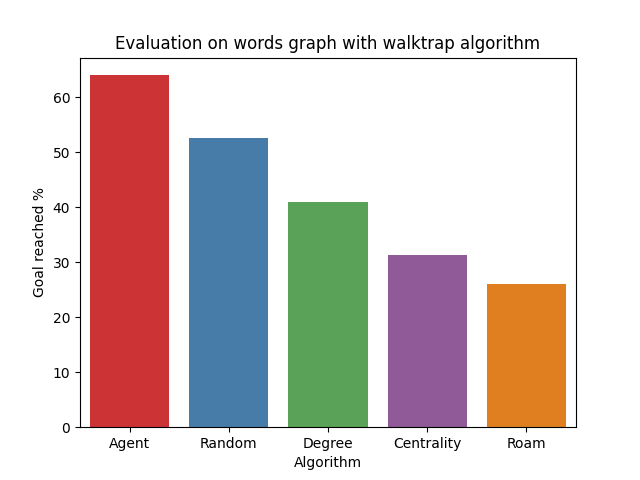 Evaluation on words graph with walktrap algorithm
Goal reached %
60
50
40
30
20
10
0
Agent Random Degree Centrality Roam
Algorithm